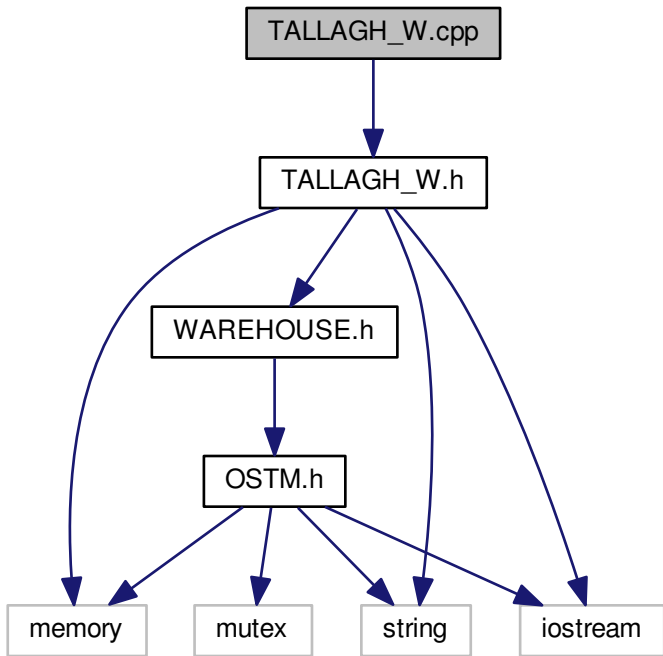 TALLAGH_W.cpp
TALLAGH_W.h
WAREHOUSE.h
OSTM.h
memory
mutex
string
iostream